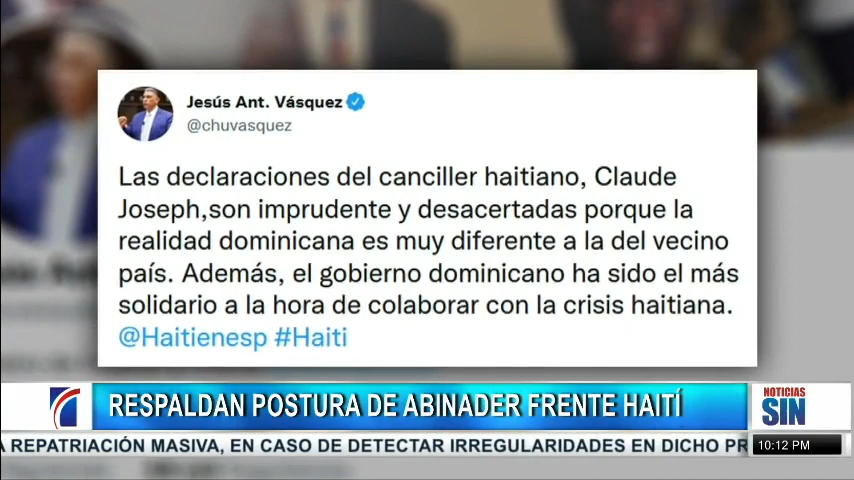 Jesús Ant. Vásquez
@chuvasquez
Las declaraciones del canciller haitiano, Claude
Joseph,son imprudente y desacertadas porque la
realidad dominicana es muy diferente a la del vecino
país. Además, el gobierno dominicano ha sido el más
solidario a la hora de colaborar con la crisis haitiana.
@Haitienesp #Haiti
RESPALDAN POSTURA DE ABINADER FRENTE HAITÍ
NOTICIAS
SIN
A REPATRIACIÓN MASIVA, EN CASO DE DETECTAR IRREGULARIDADES EN DICHO PR
10:12 PM